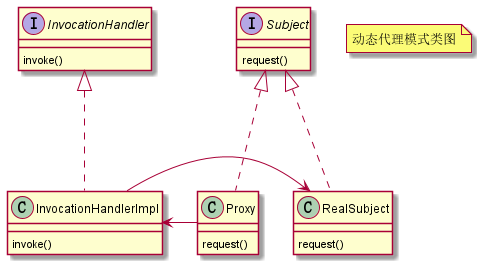 I InvocationHandler
invoke()
I Subject
request()
动态代理模式类图
C InvocationHandlerImpl
invoke()
C Proxy
request()
C RealSubject
request()